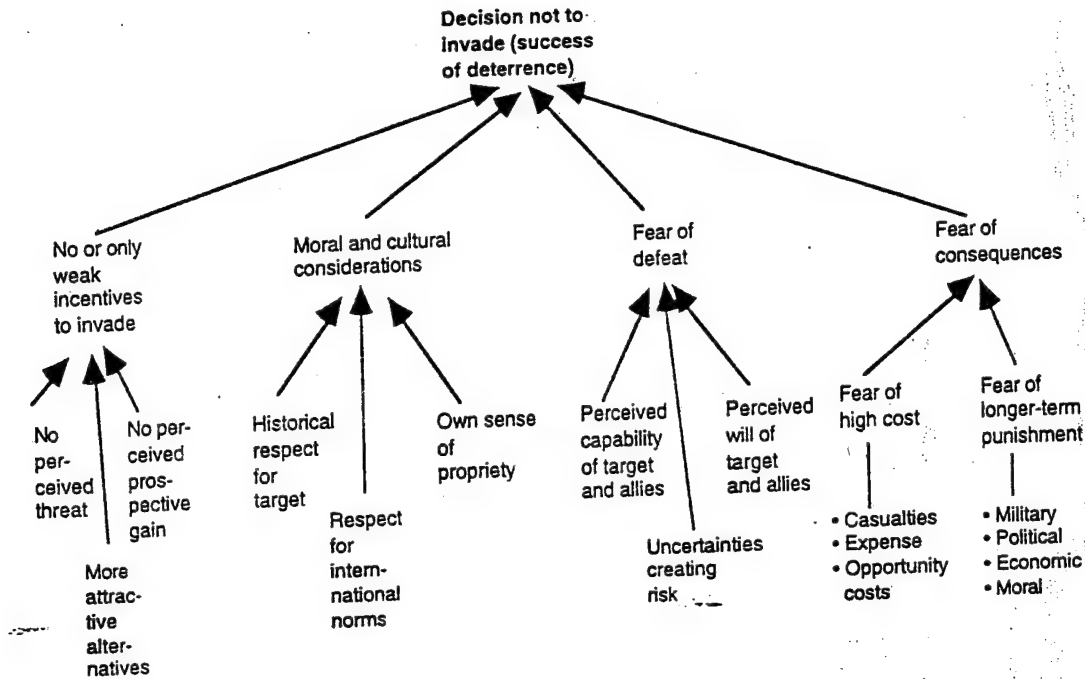 Decision not to
invade (success
of deterrence)
No or only
weak
incentives
to invade
Moral and cultural
considerations
Fear of
defeat
Fear of
consequences
No
per-
ceived
threat
More
attrac-
tive
alter-
natives
No per-
ceived
pros-
pective
gain
Historical
respect
for
target
Respect
for
intern-
national
norms
Own sense
of
propriety
Perceived
capability
of target
and allies
Uncertainties
creating
risk
Perceived
will of
target
and allies
Fear of
high cost
• Casualties
• Expense
• Opportunity
costs
Fear of
longer-term
punishment
• Military
• Political
• Economic
• Moral